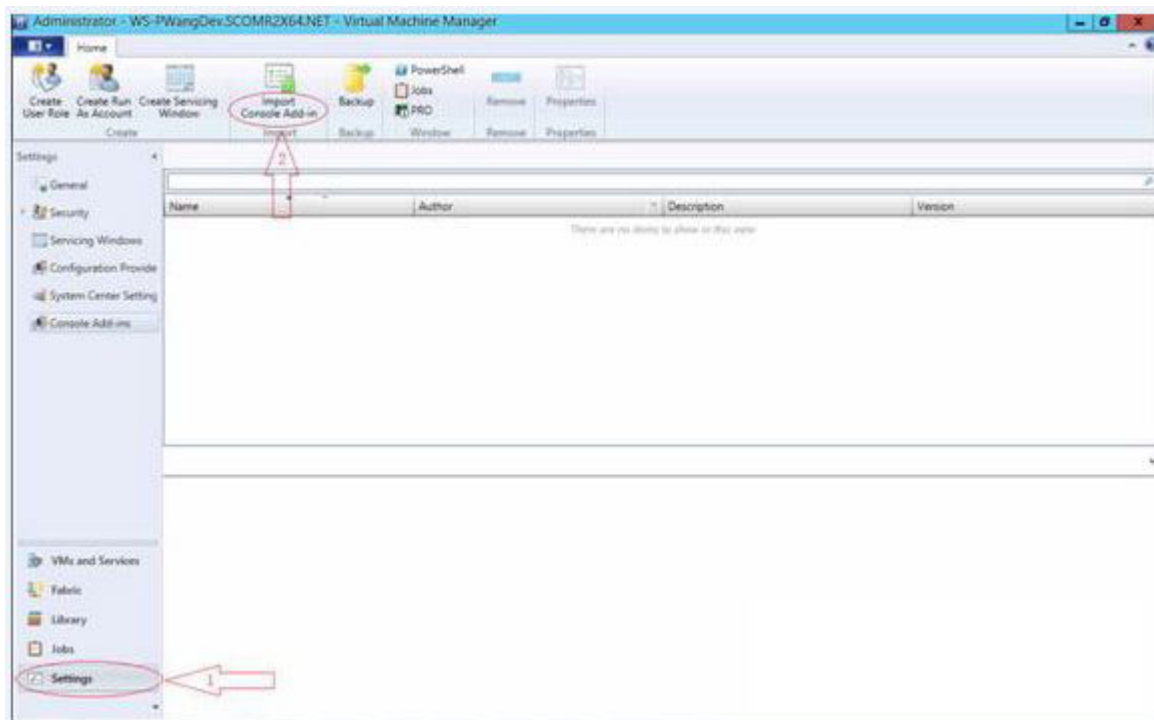 Administrator - WS-PWangDev.SCOMR2X64.NET - Virtual Machine Manager
Home
Create User Role
Create Run As Account
Create Servicing Window
Import Console Add-in
Backup
PowerShell
Jobs
PRO
Remove
Properties
Create
Import
Backup
Window
Remove
Properties
Settings
2
General
Security
Servicing Windows
Configuration Provide
System Center Setting
Console Add-ins
Name
Author
Description
Version
There are no items to show in this view
VMs and Services
Fabric
Library
Jobs
Settings
1